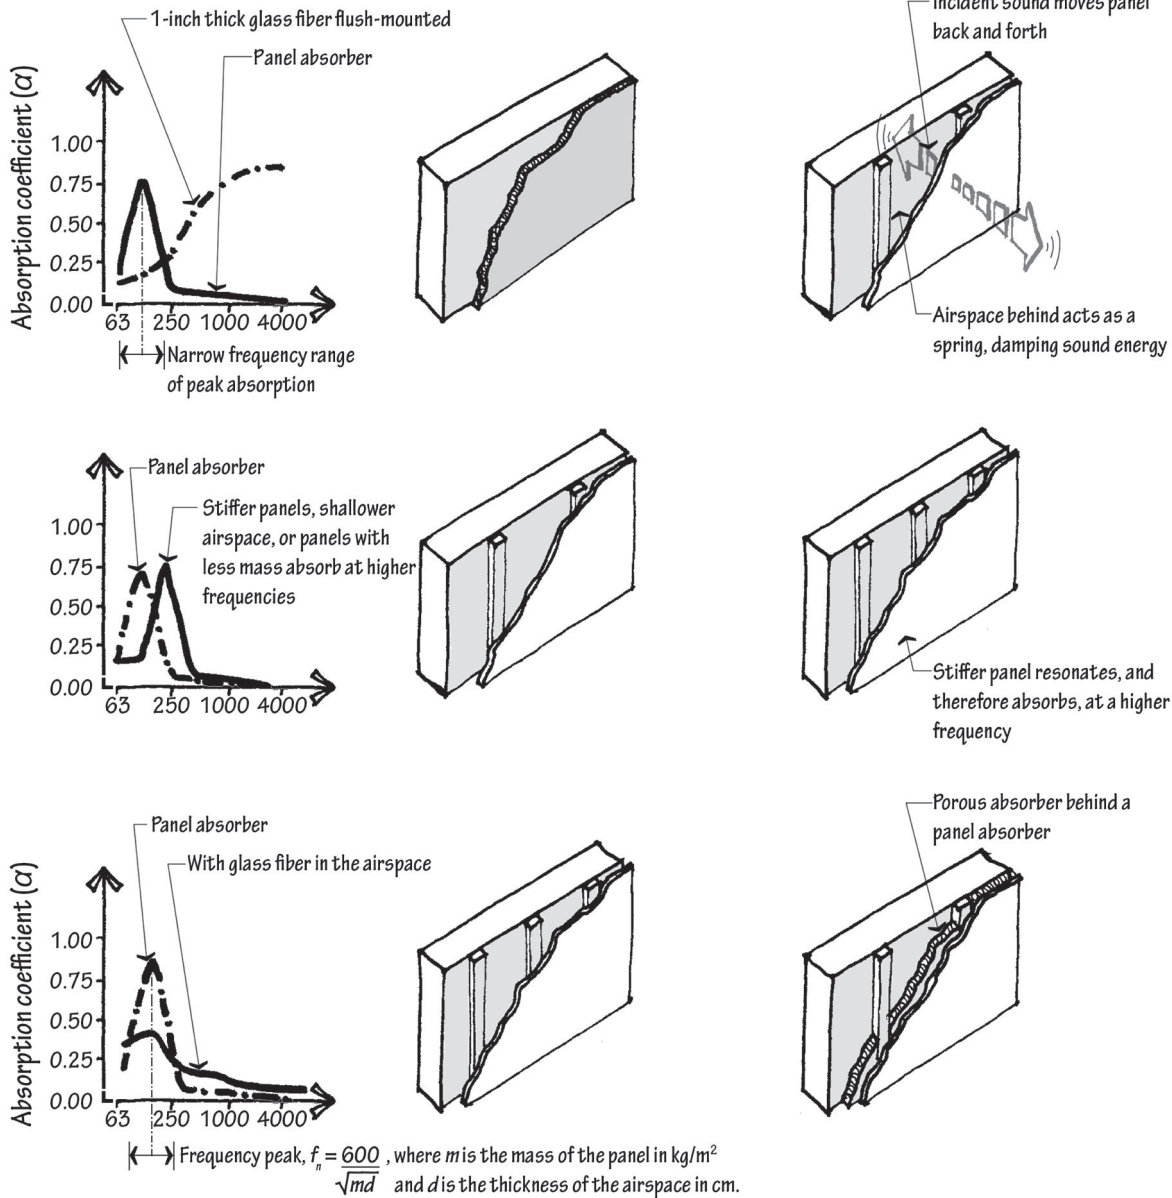 1-inch thick glass fiber flush-mounted
Panel absorber
Incident sound moves panel
back and forth
Absorption coefficient (α)
1.00
0.75
0.50
0.25
0.00
63 250 1000 4000
Narrow frequency range
of peak absorption
Airspace behind acts as a
spring, damping sound energy
Panel absorber
Stiffer panels, shallower
airspace, or panels with
less mass absorb at higher
frequencies
1.00
0.75
0.50
0.25
0.00
63 250 1000 4000
Stiffer panel resonates, and
therefore absorbs, at a higher
frequency
Panel absorber
With glass fiber in the airspace
Porous absorber behind a
panel absorber
Absorption coefficient (α)
1.00
0.75
0.50
0.25
0.00
63 250 1000 4000
Frequency peak, fₙ = 600/√md , where m is the mass of the panel in kg/m²
and d is the thickness of the airspace in cm.